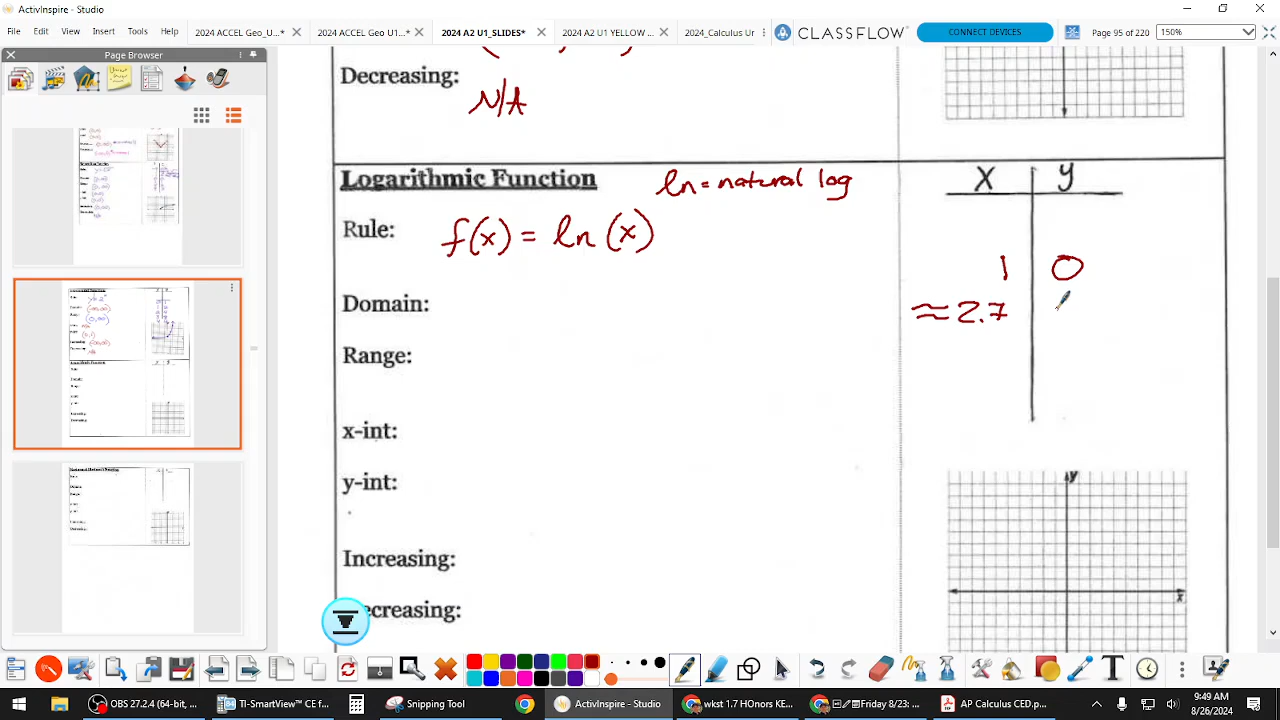 ActivInspire - Studio
File Edit View Insert Tools Help
2024 ACCEL Geo_U...*
2024 ACCEL Geo U1...*
2024 A2 U1_SLIDES*
2024 A2 U1 YELLOW ...
2024_Calculus Ur
CLASSFLOW
CONNECT DEVICES
Page 95 of 220
150%
Page Browser
Decreasing:
N/A
Logarithmic Function
ln = natural log
Rule:
f(x) = ln (x)
Domain:
Range:
x-int:
y-int:
Increasing:
ecreasing:
X Y
1 0
≈2.7
y
x
OBS 27.2.4 (64-bit, ...
TI-SmartView™ CE f...
Snipping Tool
ActivInspire - Studio
wkst 1.7 HOnors KE...
Friday 8/23; ...
AP Calculus CED.p...
9:49 AM
8/26/2024